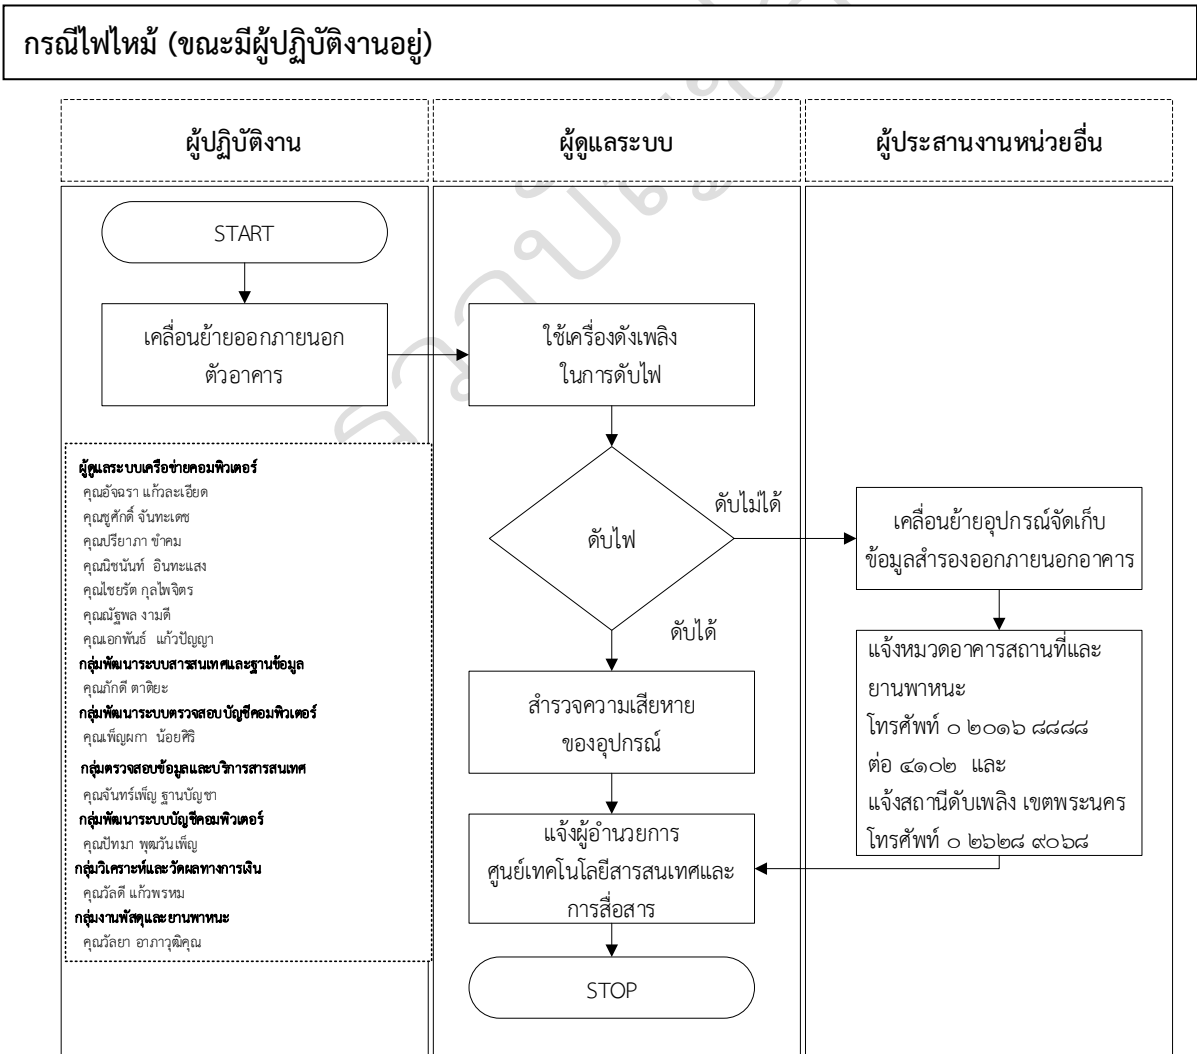 กรณีไฟไหม้ (ขณะมีผู้ปฏิบัติงานอยู่)
ผู้ปฏิบัติงาน
ผู้ดูแลระบบ
ผู้ประสานงานหน่วยอื่น
START
เคลื่อนย้ายออกภายนอก
ตัวอาคาร
ใช้เครื่องดังเพลิง
ในการดับไฟ
ผู้ดูแลระบบเครือข่ายคอมพิวเตอร์
คุณอัจฉรา แก้วละเอียด
คุณชูศักดิ์ จันทะเดช
คุณปรียาภา ขำคม
คุณนิชนันท์ อินทะแสง
คุณไชยรัต กุลไพจิตร
คุณณัฐพล งามดี
คุณเอกพันธ์ แก้วปัญญา
กลุ่มพัฒนาระบบสารสนเทศและฐานข้อมูล
คุณภักดี ตาติยะ
กลุ่มพัฒนาระบบตรวจสอบบัญชีคอมพิวเตอร์
คุณเพ็ญผกา น้อยศิริ
กลุ่มตรวจสอบข้อมูลและบริการสารสนเทศ
คุณจันทร์เพ็ญ ฐานบัญชา
กลุ่มพัฒนาระบบบัญชีคอมพิวเตอร์
คุณปัทมา พุฒวันเพ็ญ
กลุ่มวิเคราะห์และวัดผลทางการเงิน
คุณวัลดี แก้วพรหม
กลุ่มงานพัสดุและยานพาหนะ
คุณวัลยา อาภาวุฒิคุณ
ดับไฟ
ดับไม่ได้
ดับได้
เคลื่อนย้ายอุปกรณ์จัดเก็บ
ข้อมูลสำรองออกภายนอกอาคาร
สำรวจความเสียหาย
ของอุปกรณ์
แจ้งหมวดอาคารสถานที่และ
ยานพาหนะ
โทรศัพท์ ๐ ๒๐๑๖ ๘๘๘๘
ต่อ ๔๑๐๒ และ
แจ้งสถานีดับเพลิง เขตพระนคร
โทรศัพท์ ๐ ๒๖๒๘ ๙๐๖๘
แจ้งผู้อำนวยการ
ศูนย์เทคโนโลยีสารสนเทศและ
การสื่อสาร
STOP